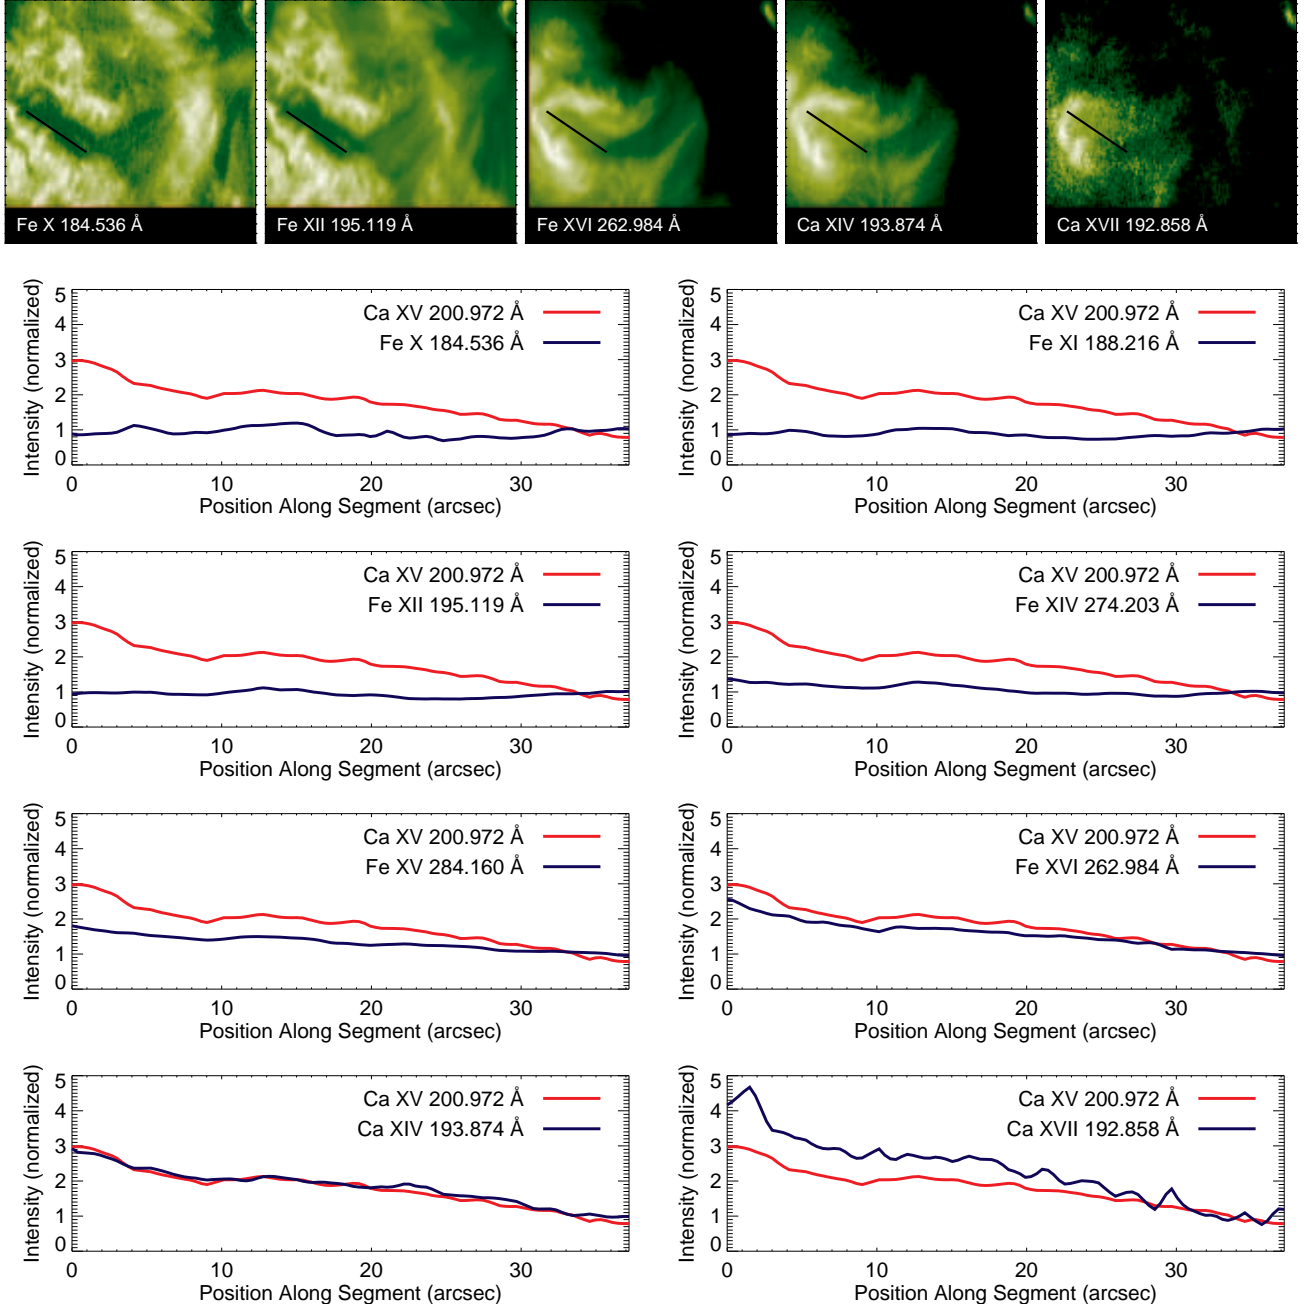 Fe X 184.536 Å
Fe XII 195.119 Å
Fe XVI 262.984 Å
Ca XIV 193.874 Å
Ca XVII 192.858 Å
Intensity (normalized)
5
4
3
2
1
0
Ca XV 200.972 Å
Fe X 184.536 Å
0 10 20 30
Position Along Segment (arcsec)
Intensity (normalized)
5
4
3
2
1
0
Ca XV 200.972 Å
Fe XI 188.216 Å
0 10 20 30
Position Along Segment (arcsec)
Intensity (normalized)
5
4
3
2
1
0
Ca XV 200.972 Å
Fe XII 195.119 Å
0 10 20 30
Position Along Segment (arcsec)
Intensity (normalized)
5
4
3
2
1
0
Ca XV 200.972 Å
Fe XIV 274.203 Å
0 10 20 30
Position Along Segment (arcsec)
Intensity (normalized)
5
4
3
2
1
0
Ca XV 200.972 Å
Fe XV 284.160 Å
0 10 20 30
Position Along Segment (arcsec)
Intensity (normalized)
5
4
3
2
1
0
Ca XV 200.972 Å
Fe XVI 262.984 Å
0 10 20 30
Position Along Segment (arcsec)
Intensity (normalized)
5
4
3
2
1
0
Ca XV 200.972 Å
Ca XIV 193.874 Å
0 10 20 30
Position Along Segment (arcsec)
Intensity (normalized)
5
4
3
2
1
0
Ca XV 200.972 Å
Ca XVII 192.858 Å
0 10 20 30
Position Along Segment (arcsec)